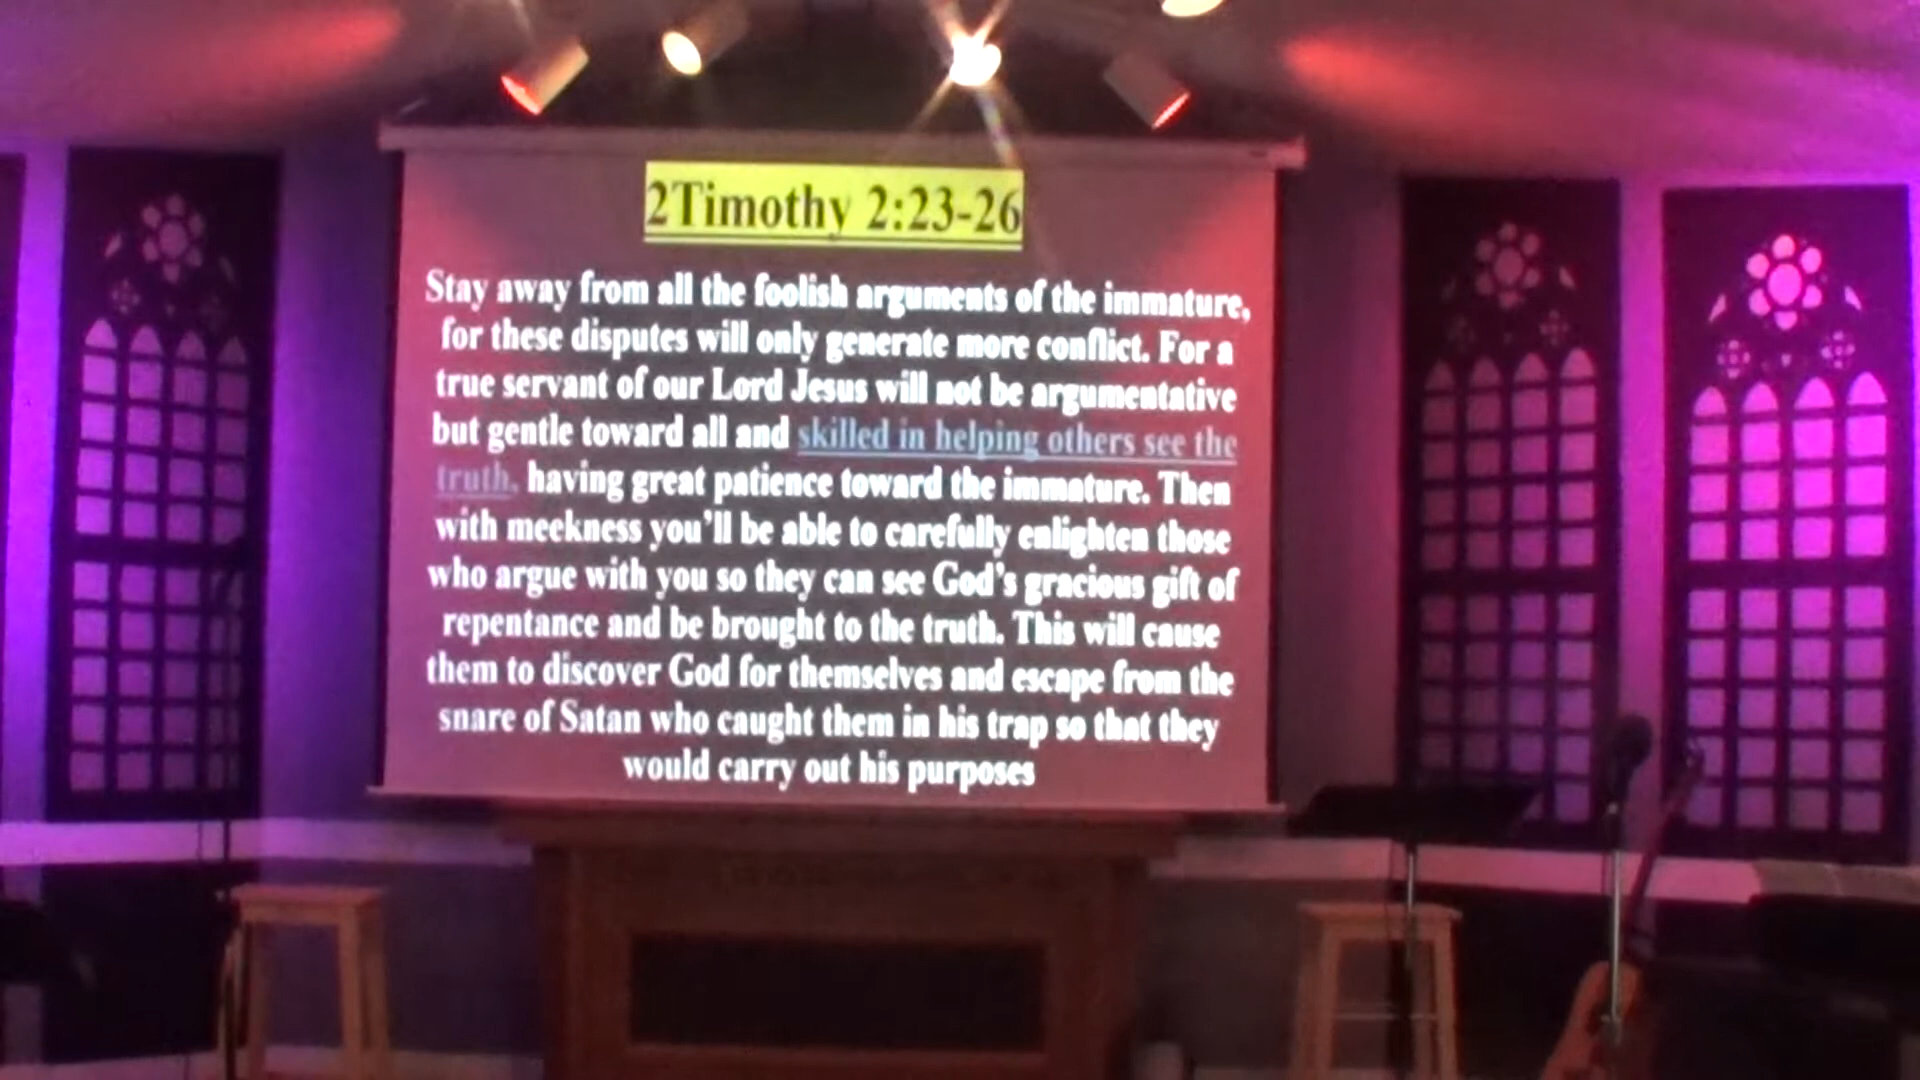 2Timothy 2:23-26
Stay away from all the foolish arguments of the immature,
for these disputes will only generate more conflict. For a
true servant of our Lord Jesus will not be argumentative
but gentle toward all and skilled in helping others see the
truth, having great patience toward the immature. Then
with meekness you’ll be able to carefully enlighten those
who argue with you so they can see God’s gracious gift of
repentance and be brought to the truth. This will cause
them to discover God for themselves and escape from the
snare of Satan who caught them in his trap so that they
would carry out his purposes